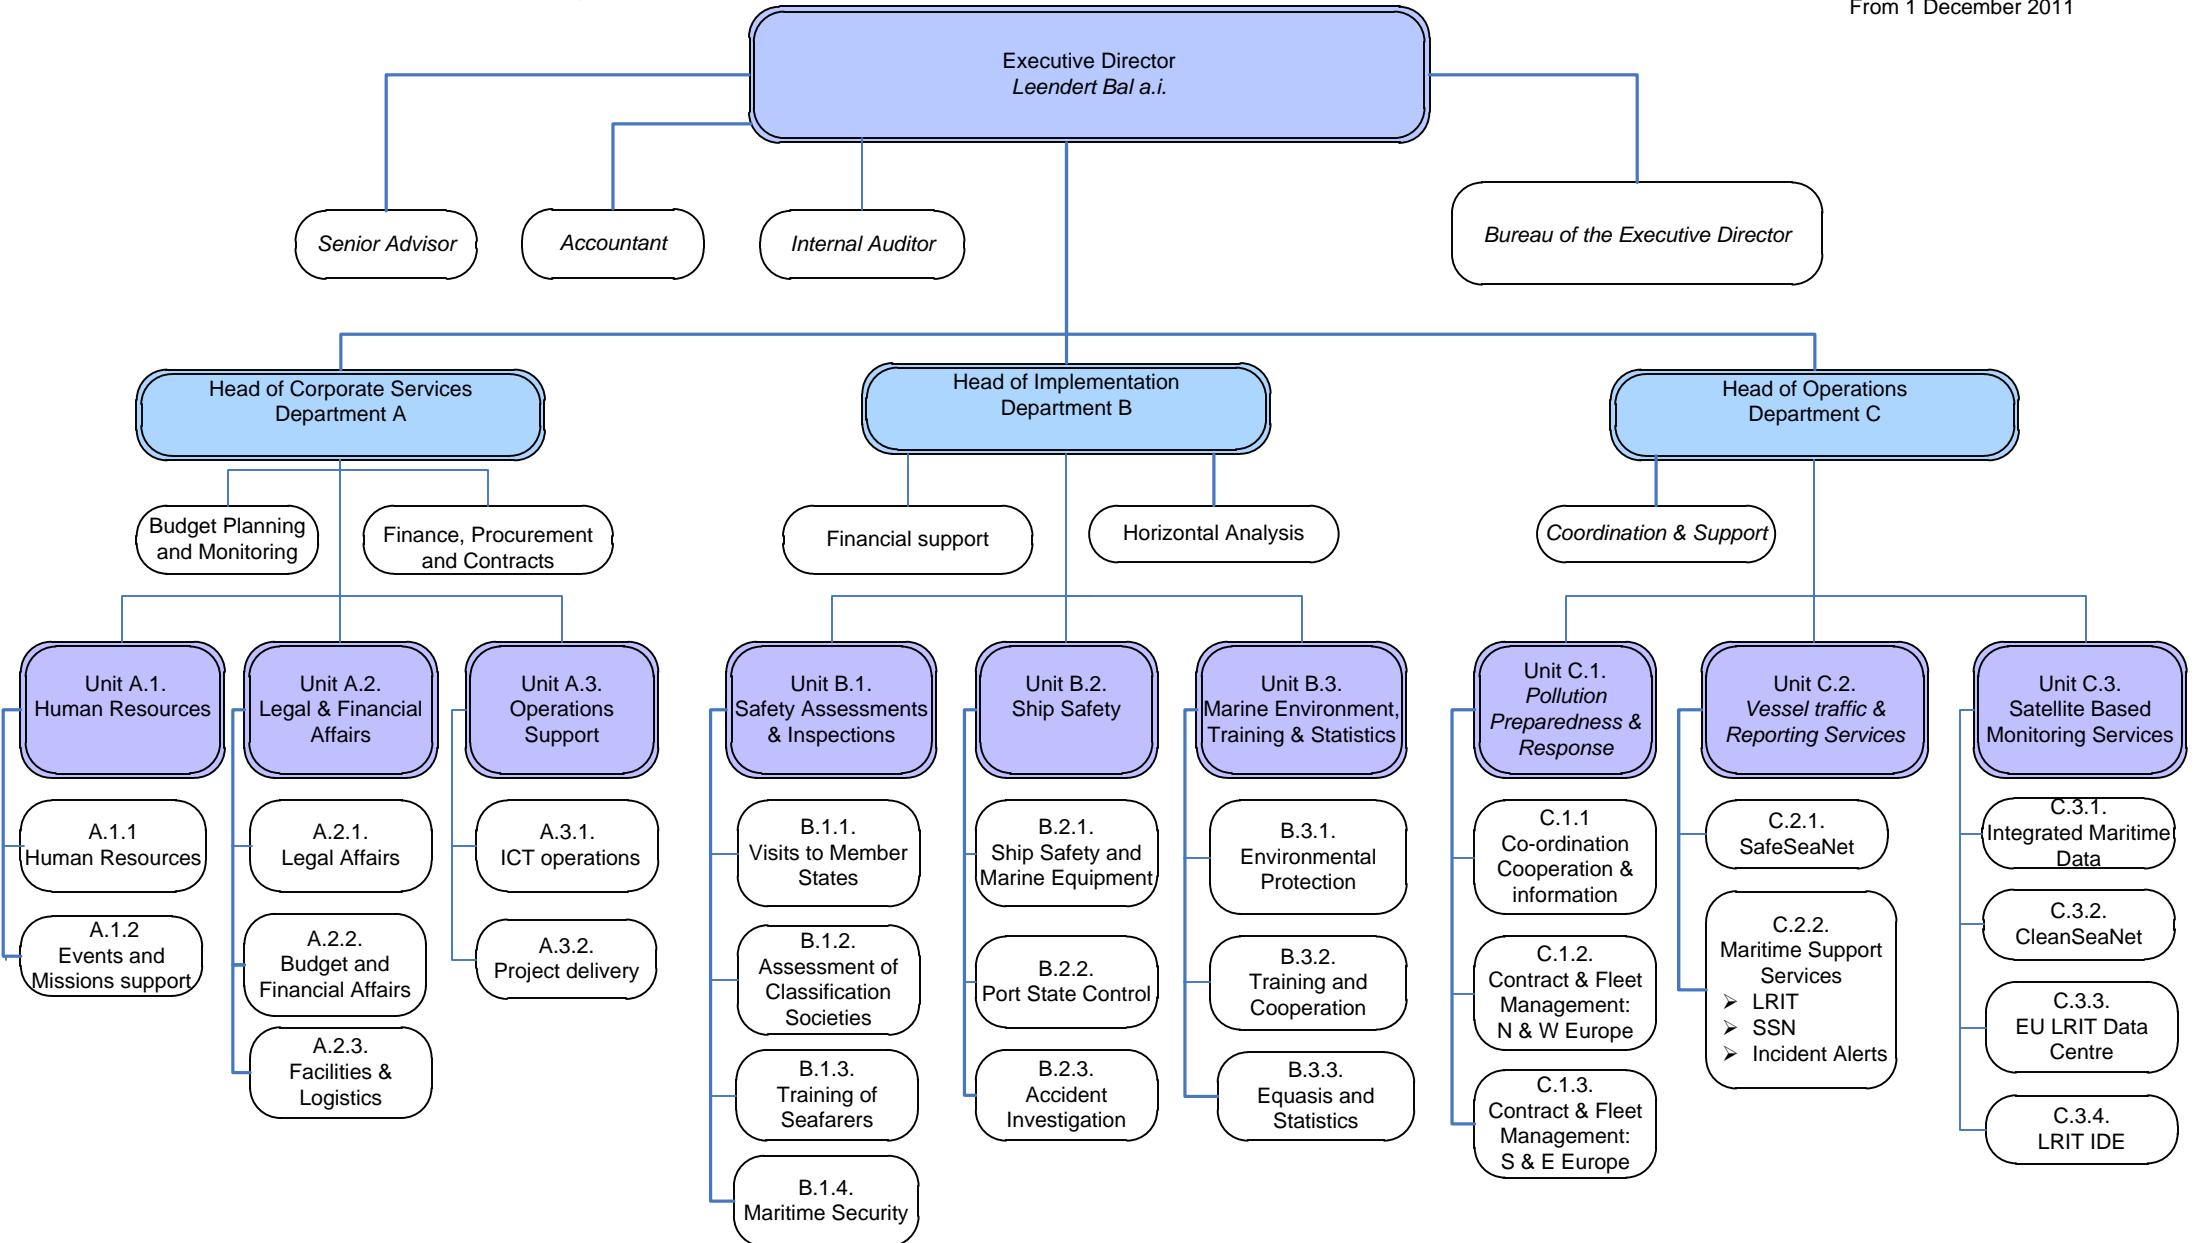 From 1 December 2011
Executive Director
Leendert Bal a.i.
Senior Advisor
Accountant
Internal Auditor
Bureau of the Executive Director
Head of Corporate Services
Department A
Head of Implementation
Department B
Head of Operations
Department C
Budget Planning
and Monitoring
Finance, Procurement
and Contracts
Financial support
Horizontal Analysis
Coordination & Support
Unit A.1.
Human Resources
Unit A.2.
Legal & Financial
Affairs
Unit A.3.
Operations
Support
Unit B.1.
Safety Assessments
& Inspections
Unit B.2.
Ship Safety
Unit B.3.
Marine Environment,
Training & Statistics
Unit C.1.
Pollution
Preparedness &
Response
Unit C.2.
Vessel traffic &
Reporting Services
Unit C.3.
Satellite Based
Monitoring Services
A.1.1
Human Resources
A.1.2
Events and
Missions support
A.2.1.
Legal Affairs
A.2.2.
Budget and
Financial Affairs
A.2.3.
Facilities &
Logistics
A.3.1.
ICT operations
A.3.2.
Project delivery
B.1.1.
Visits to Member
States
B.1.2.
Assessment of
Classification
Societies
B.1.3.
Training of
Seafarers
B.1.4.
Maritime Security
B.2.1.
Ship Safety and
Marine Equipment
B.2.2.
Port State Control
B.2.3.
Accident
Investigation
B.3.1.
Environmental
Protection
B.3.2.
Training and
Cooperation
B.3.3.
Equasis and
Statistics
C.1.1
Co-ordination
Cooperation &
information
C.1.2.
Contract & Fleet
Management:
N & W Europe
C.1.3.
Contract & Fleet
Management:
S & E Europe
C.2.1.
SafeSeaNet
C.2.2.
Maritime Support
Services
➢ LRIT
➢ SSN
➢ Incident Alerts
C.3.1.
Integrated Maritime
Data
C.3.2.
CleanSeaNet
C.3.3.
EU LRIT Data
Centre
C.3.4.
LRIT IDE